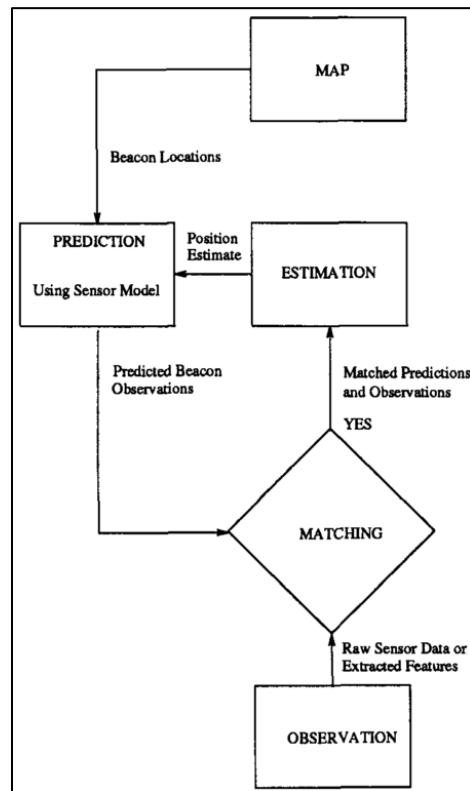 MAP
Beacon Locations
PREDICTION
Using Sensor Model
Position
Estimate
ESTIMATION
Predicted Beacon
Observations
Matched Predictions
and Observations
YES
MATCHING
Raw Sensor Data or
Extracted Features
OBSERVATION